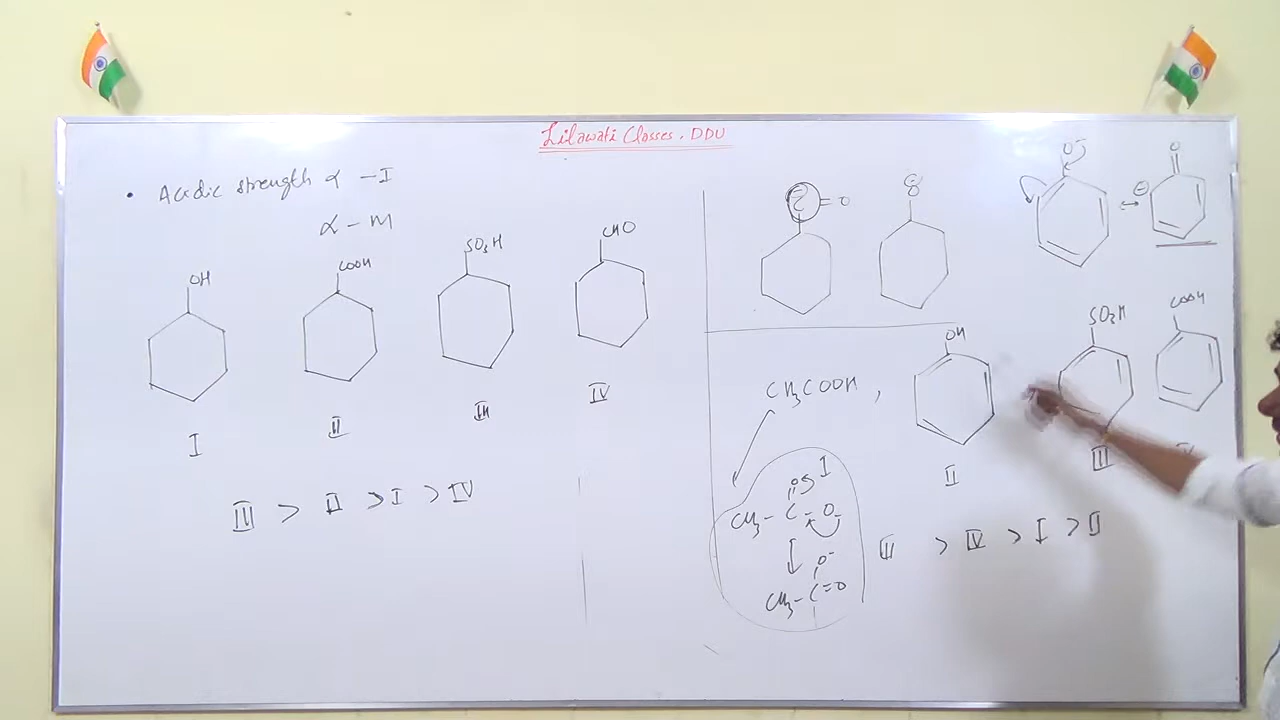 Lilawati Classes. DDU
• Acidic strength α -I
α - M
OH
COOH
SO₃H
CHO
I
II
III
IV
III > II > I > IV
C = O
O⁻
O
⊖
↔
CH₃COOH ,
OH
SO₃H
COOH
I
II
III
CH₃ - C - O⁻
O⁻
CH₃ - C = O
III > IV > I > II